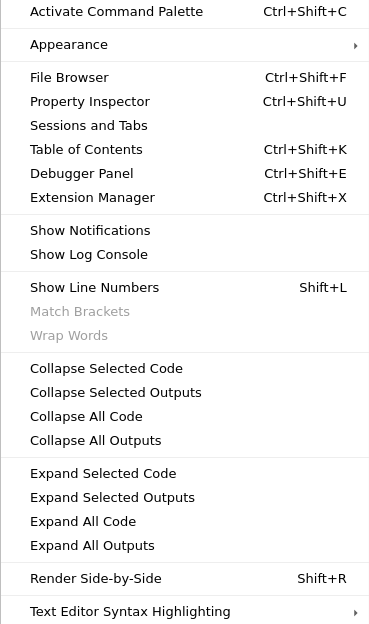 Activate Command Palette Ctrl+Shift+C
Appearance
File Browser Ctrl+Shift+F
Property Inspector Ctrl+Shift+U
Sessions and Tabs
Table of Contents Ctrl+Shift+K
Debugger Panel Ctrl+Shift+E
Extension Manager Ctrl+Shift+X
Show Notifications
Show Log Console
Show Line Numbers Shift+L
Match Brackets
Wrap Words
Collapse Selected Code
Collapse Selected Outputs
Collapse All Code
Collapse All Outputs
Expand Selected Code
Expand Selected Outputs
Expand All Code
Expand All Outputs
Render Side-by-Side Shift+R
Text Editor Syntax Highlighting